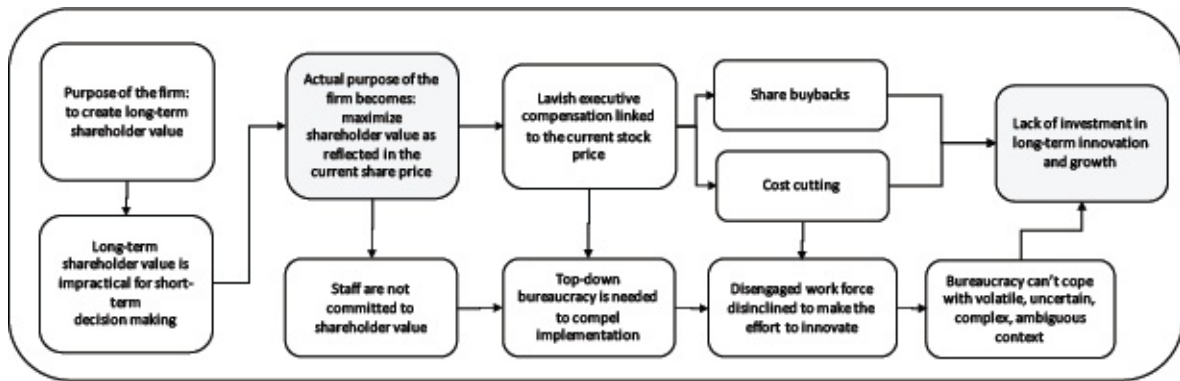 Purpose of the firm:
to create long-term
shareholder value
Long-term
shareholder value is
impractical for short-
term
decision making
Actual purpose of the
firm becomes:
maximize
shareholder value as
reflected in the
current share price
Staff are not
committed to
shareholder value
Lavish executive
compensation linked
to the current stock
price
Top-down
bureaucracy is needed
to compel
implementation
Share buybacks
Cost cutting
Disengaged work force
disinclined to make the
effort to innovate
Lack of investment in
long-term innovation
and growth
Bureaucracy can't cope
with volatile, uncertain,
complex, ambiguous
context